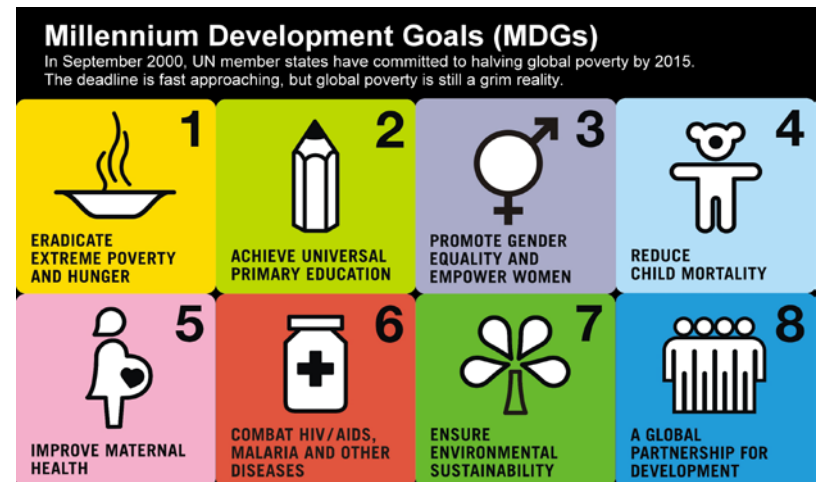 Millennium Development Goals (MDGs)
In September 2000, UN member states have committed to halving global poverty by 2015.
The deadline is fast approaching, but global poverty is still a grim reality.
1
ERADICATE
EXTREME POVERTY
AND HUNGER
2
ACHIEVE UNIVERSAL
PRIMARY EDUCATION
3
PROMOTE GENDER
EQUALITY AND
EMPOWER WOMEN
4
REDUCE
CHILD MORTALITY
5
IMPROVE MATERNAL
HEALTH
6
COMBAT HIV/AIDS,
MALARIA AND OTHER
DISEASES
7
ENSURE
ENVIRONMENTAL
SUSTAINABILITY
8
A GLOBAL
PARTNERSHIP FOR
DEVELOPMENT